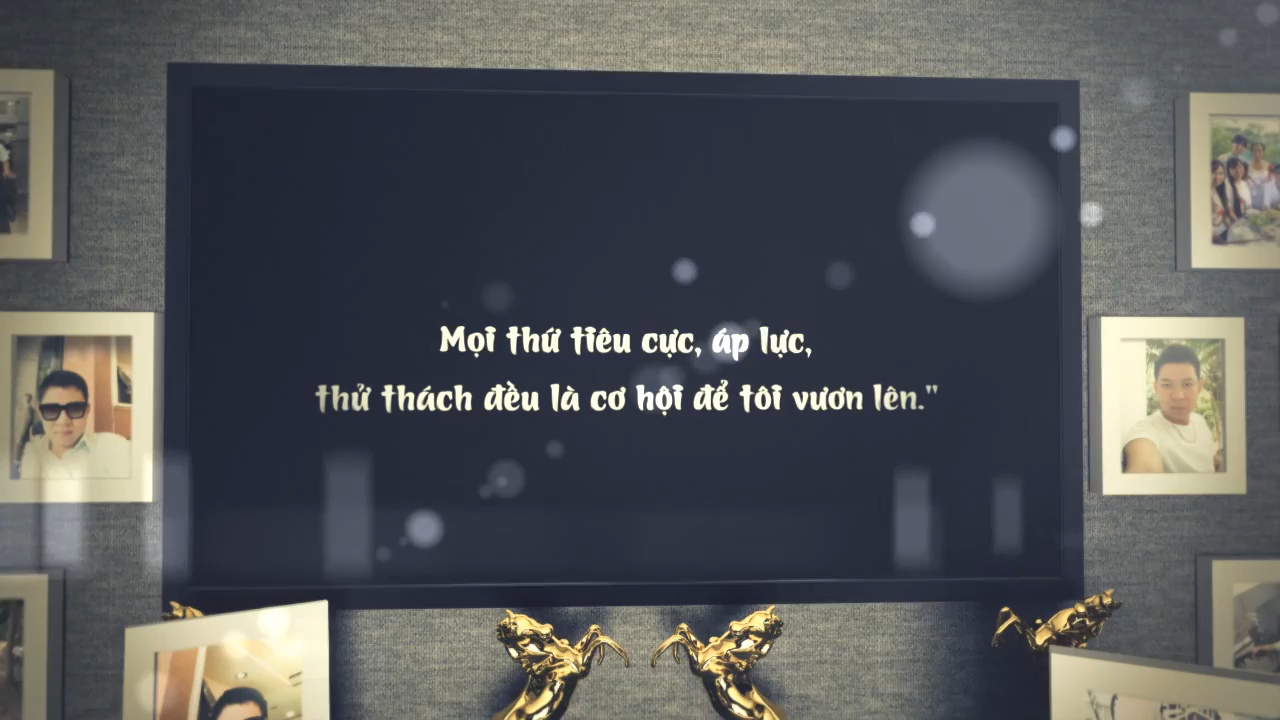 Mọi thứ tiêu cực, áp lực,
thử thách đều là cơ hội để tôi vươn lên."